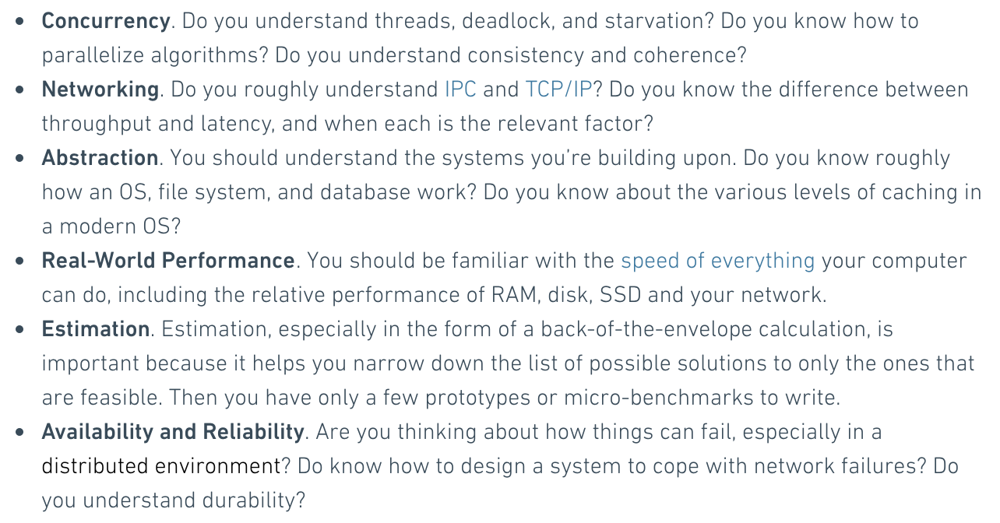 • Concurrency. Do you understand threads, deadlock, and starvation? Do you know how to
parallelize algorithms? Do you understand consistency and coherence?
• Networking. Do you roughly understand IPC and TCP/IP? Do you know the difference between
throughput and latency, and when each is the relevant factor?
• Abstraction. You should understand the systems you’re building upon. Do you know roughly
how an OS, file system, and database work? Do you know about the various levels of caching in
a modern OS?
• Real-World Performance. You should be familiar with the speed of everything your computer
can do, including the relative performance of RAM, disk, SSD and your network.
• Estimation. Estimation, especially in the form of a back-of-the-envelope calculation, is
important because it helps you narrow down the list of possible solutions to only the ones that
are feasible. Then you have only a few prototypes or micro-benchmarks to write.
• Availability and Reliability. Are you thinking about how things can fail, especially in a
distributed environment? Do know how to design a system to cope with network failures? Do
you understand durability?